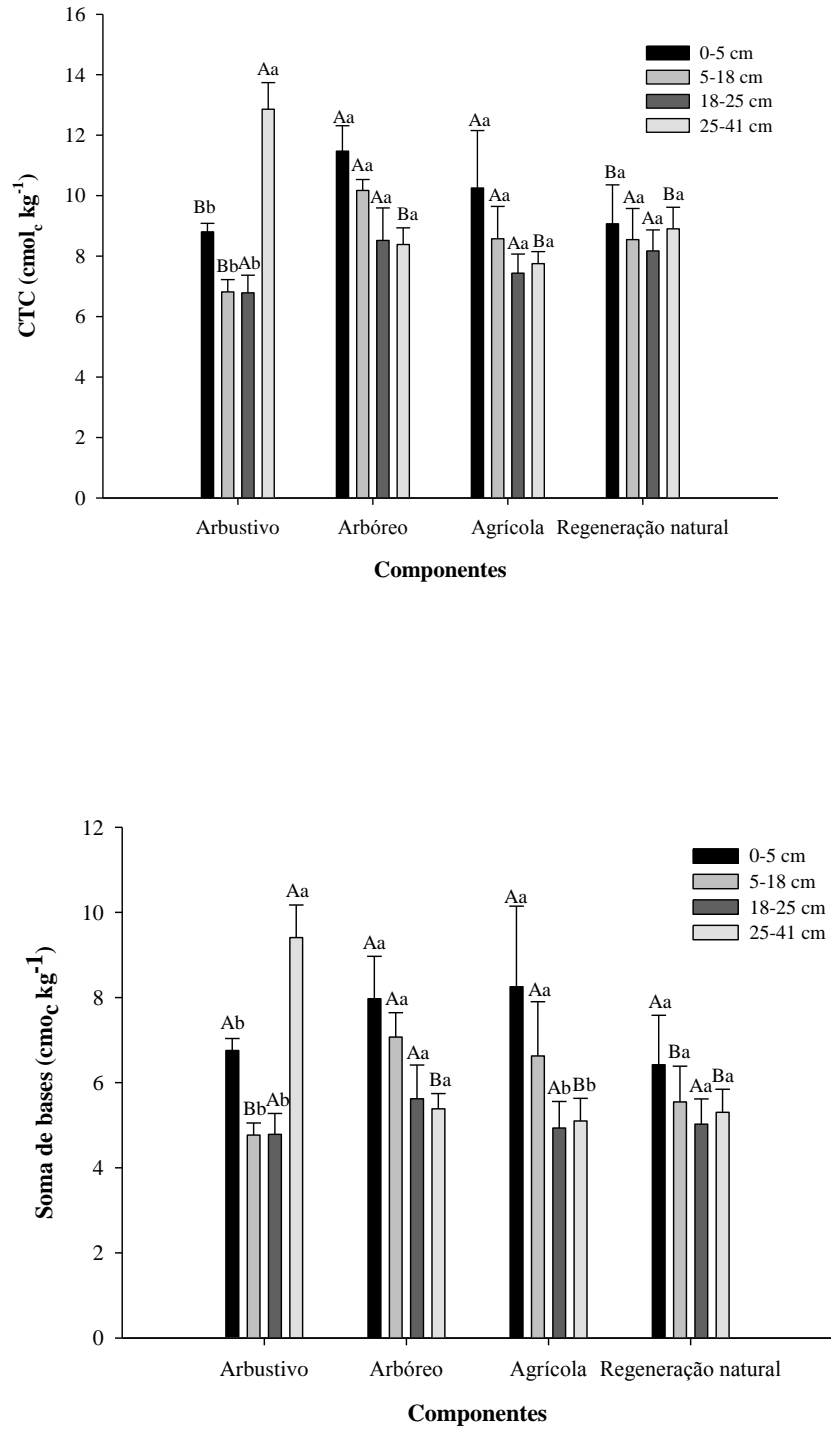 16
14
12
10
8
6
4
2
0
CTC (cmol_c kg^-1)
0-5 cm
5-18 cm
18-25 cm
25-41 cm
Bb
Bb
Ab
Aa
Aa
Aa
Aa
Ba
Aa
Aa
Aa
Ba
Ba
Aa
Aa
Ba
Arbustivo Arbóreo Agrícola Regeneração natural
Componentes
12
10
8
6
4
2
0
Soma de bases (cmo_c kg^-1)
0-5 cm
5-18 cm
18-25 cm
25-41 cm
Ab
Bb
Ab
Aa
Aa
Aa
Aa
Ba
Aa
Aa
Ab
Bb
Aa
Ba
Aa
Ba
Arbustivo Arbóreo Agrícola Regeneração natural
Componentes